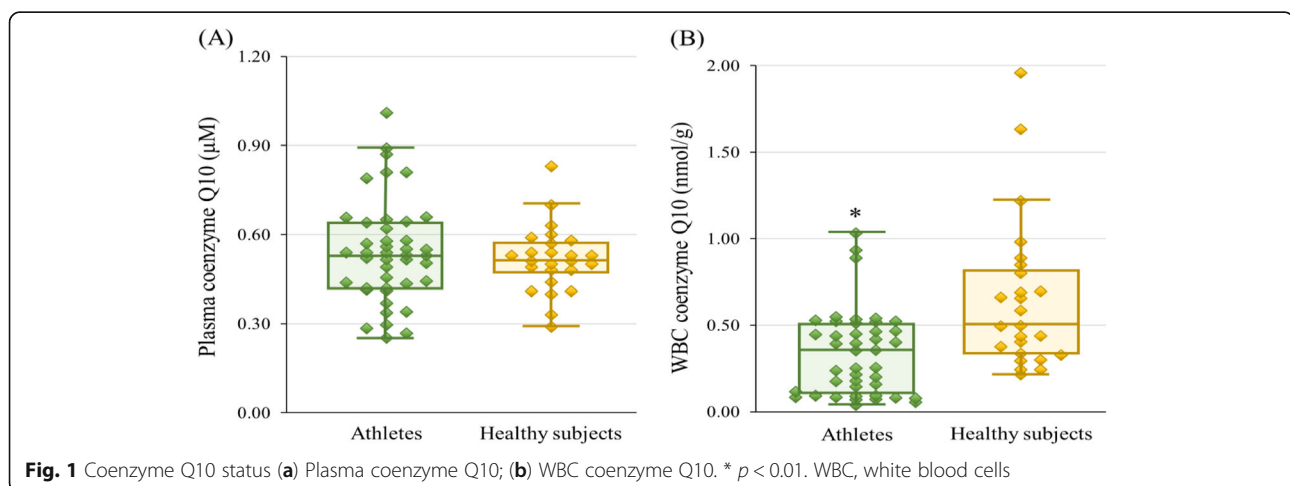 (A)
1.20
0.90
0.60
0.30
0.00
Plasma coenzyme Q10 (μM)
Athletes Healthy subjects
(B)
2.00
1.50
1.00
0.50
0.00
WBC coenzyme Q10 (nmol/g)
*
Athletes Healthy subjects
Fig. 1 Coenzyme Q10 status (a) Plasma coenzyme Q10; (b) WBC coenzyme Q10. * p < 0.01. WBC, white blood cells